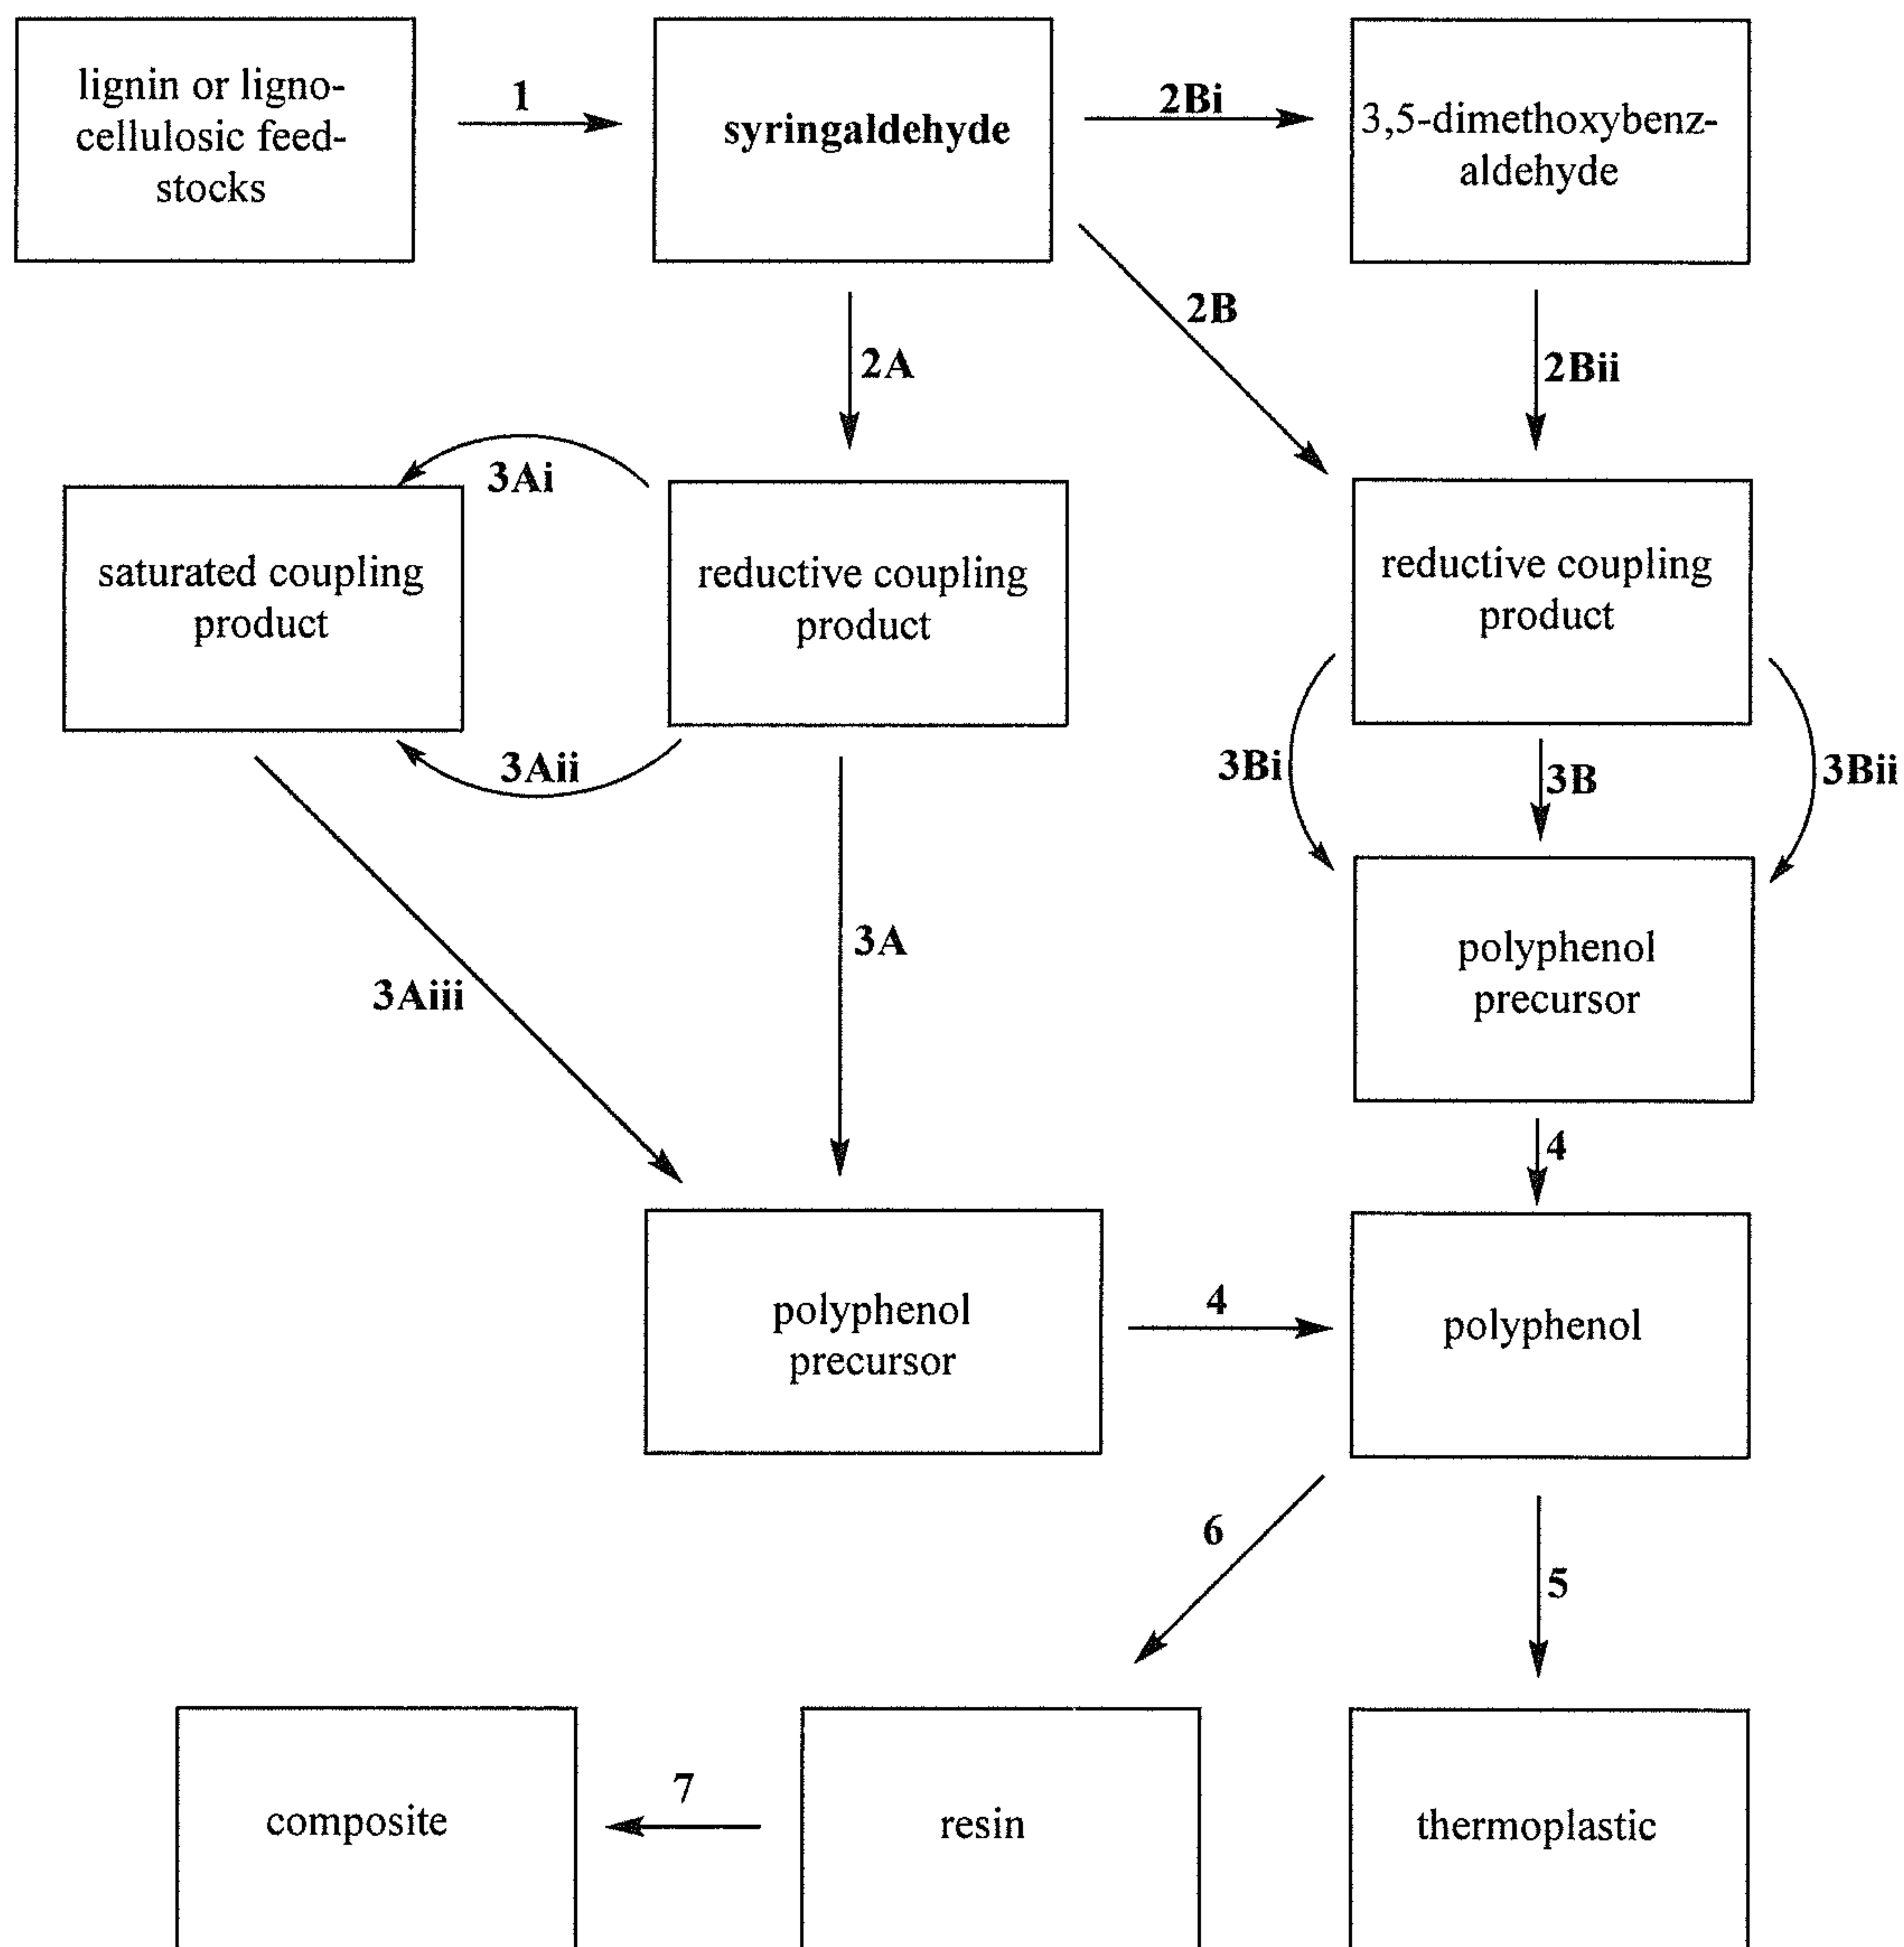 lignin or ligno-
cellulosic feed-
stocks
1
syringaldehyde
2Bi
3,5-dimethoxybenz-
aldehyde
2A
2B
2Bii
3Ai
saturated coupling
product
reductive coupling
product
reductive coupling
product
3Aii
3Bi
3B
3Bii
3Aiii
3A
polyphenol
precursor
4
polyphenol
precursor
4
polyphenol
6
5
composite
7
resin
thermoplastic